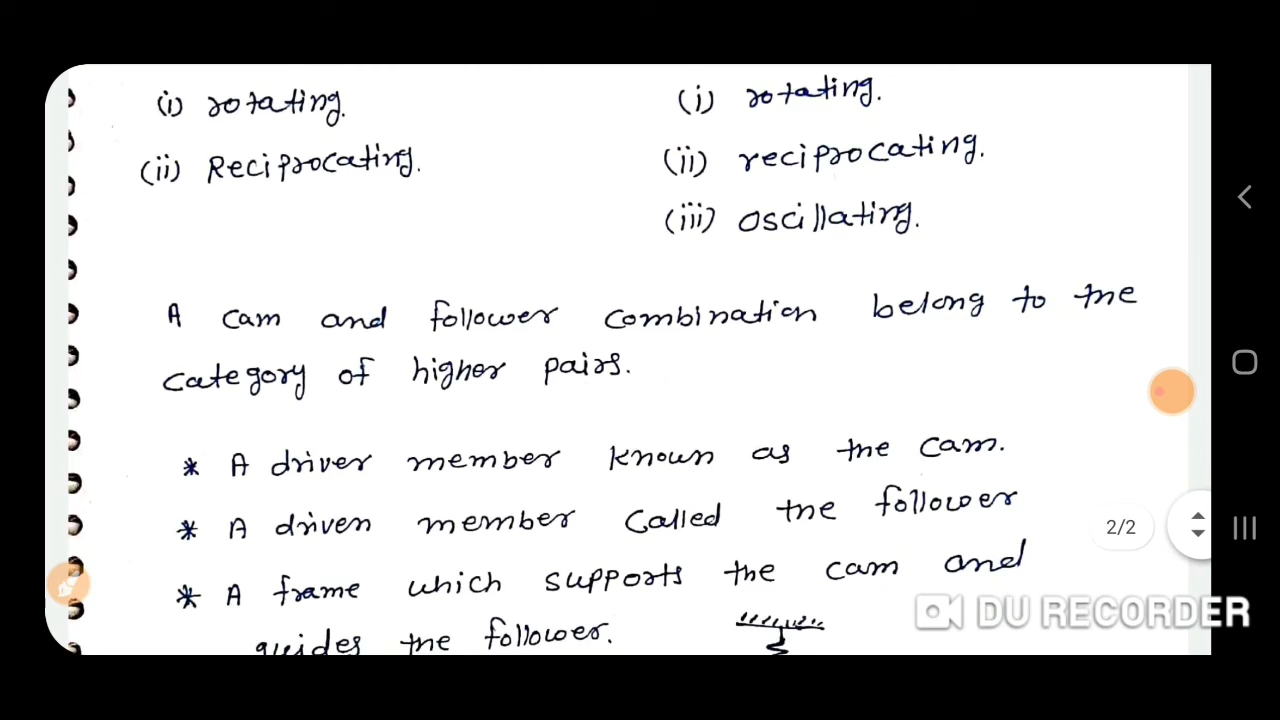 (i) rotating.
(i) rotating.
(ii) Reciprocating.
(ii) reciprocating.
(iii) oscillating.
A cam and follower combination belong to the
category of higher pairs.
* A driver member known as the cam.
* A driven member called the follower
* A frame which supports the cam and
guides the follower.
2/2
DU RECORDER